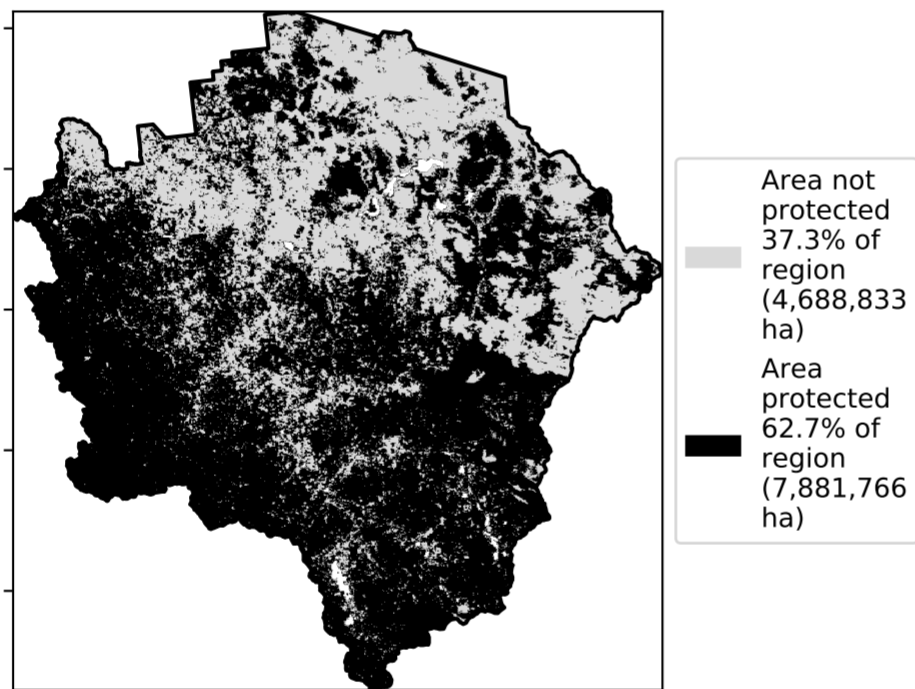 Area not
protected
37.3% of
region
(4,688,833
ha)
Area
protected
62.7% of
region
(7,881,766
ha)